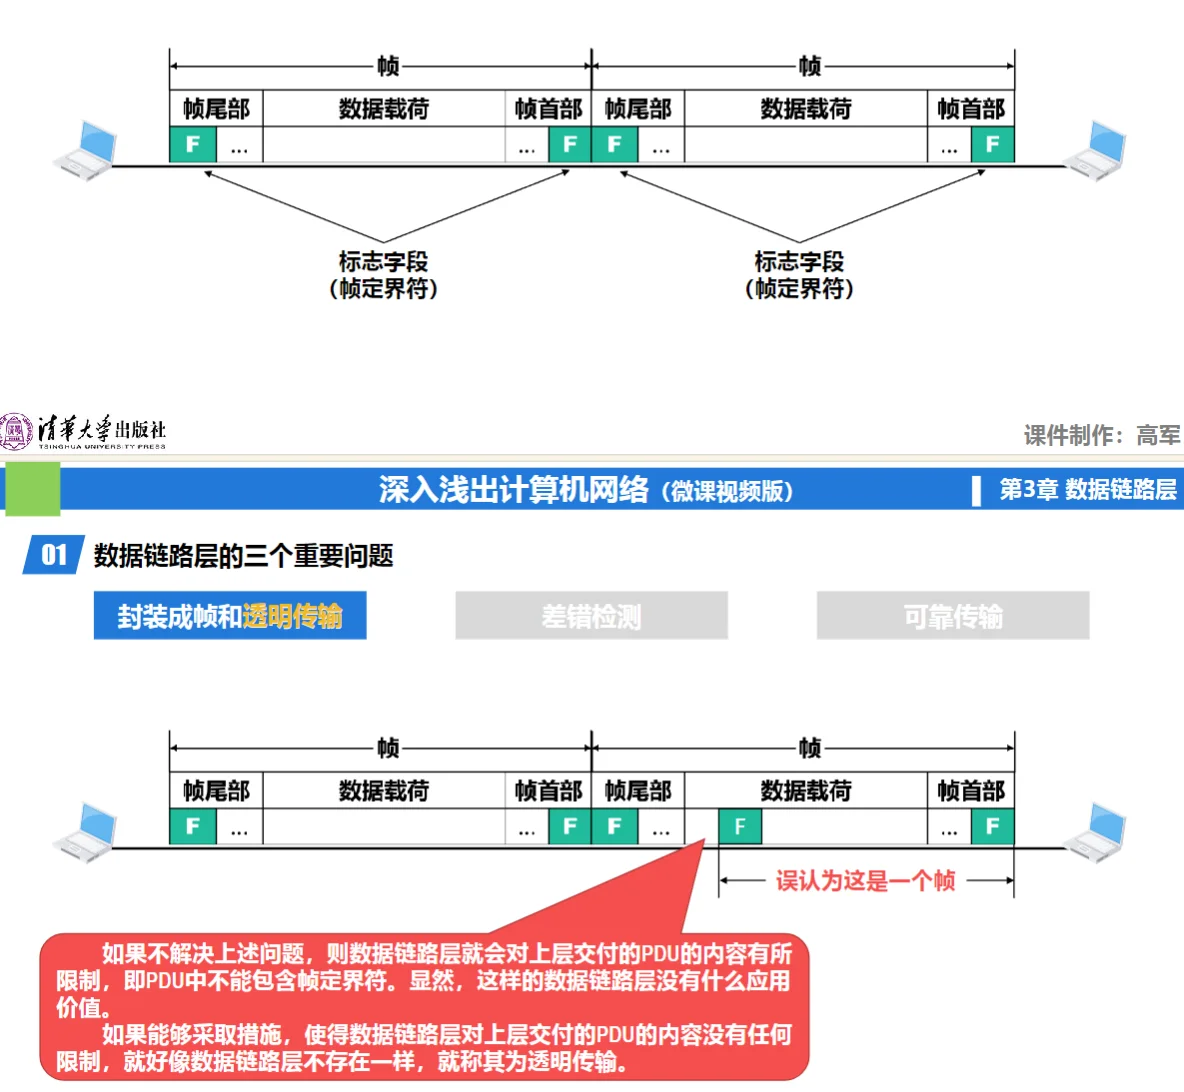 帧 帧
帧尾部 数据载荷 帧首部 帧尾部 数据载荷 帧首部
F ... ... F F ... ... F
标志字段 标志字段
（帧定界符） （帧定界符）
清华大学出版社 课件制作：高军
TSINGHUA UNIVERSITY PRESS
深入浅出计算机网络（微课视频版） 第3章 数据链路层
01 数据链路层的三个重要问题
封装成帧和透明传输 差错检测 可靠传输
帧 帧
帧尾部 数据载荷 帧首部 帧尾部 数据载荷 帧首部
F ... ... F F ... F ... F
误认为这是一个帧
如果不解决上述问题，则数据链路层就会对上层交付的PDU的内容有所
限制，即PDU中不能包含帧定界符。显然，这样的数据链路层没有什么应用
价值。
如果能够采取措施，使得数据链路层对上层交付的PDU的内容没有任何
限制，就好像数据链路层不存在一样，就称其为透明传输。